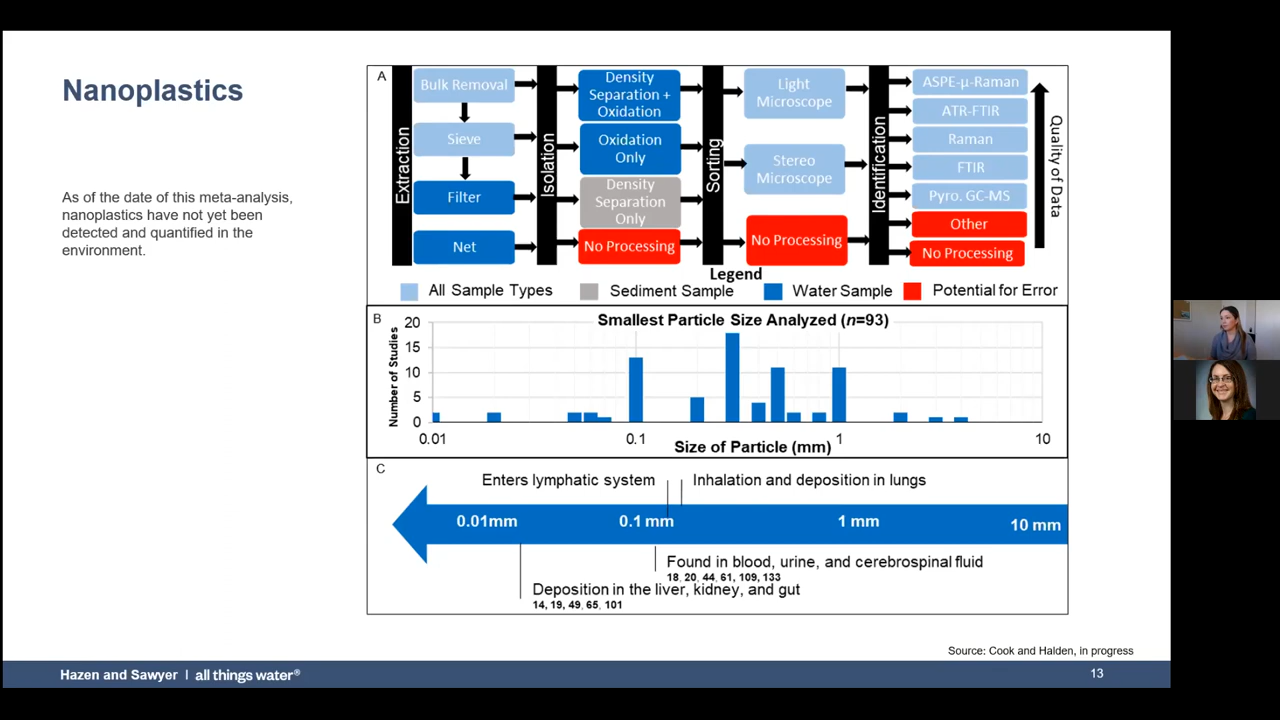 Nanoplastics
As of the date of this meta-analysis,
nanoplastics have not yet been
detected and quantified in the
environment.
A
Extraction
Bulk Removal
Sieve
Filter
Net
Isolation
Density
Separation +
Oxidation
Oxidation
Only
Density
Separation
Only
No Processing
Sorting
Light
Microscope
Stereo
Microscope
No Processing
Identification
ASPE-µ-Raman
ATR-FTIR
Raman
FTIR
Pyro. GC-MS
Other
No Processing
Quality of Data
Legend
All Sample Types
Sediment Sample
Water Sample
Potential for Error
B
Smallest Particle Size Analyzed (n=93)
Number of Studies
20
15
10
5
0
0.01
0.1
1
10
Size of Particle (mm)
C
Enters lymphatic system
Inhalation and deposition in lungs
0.01mm
0.1 mm
1 mm
10 mm
Found in blood, urine, and cerebrospinal fluid
18, 20, 44, 61, 109, 133
Deposition in the liver, kidney, and gut
14, 19, 49, 65, 101
Source: Cook and Halden, in progress
Hazen and Sawyer | all things water®
13